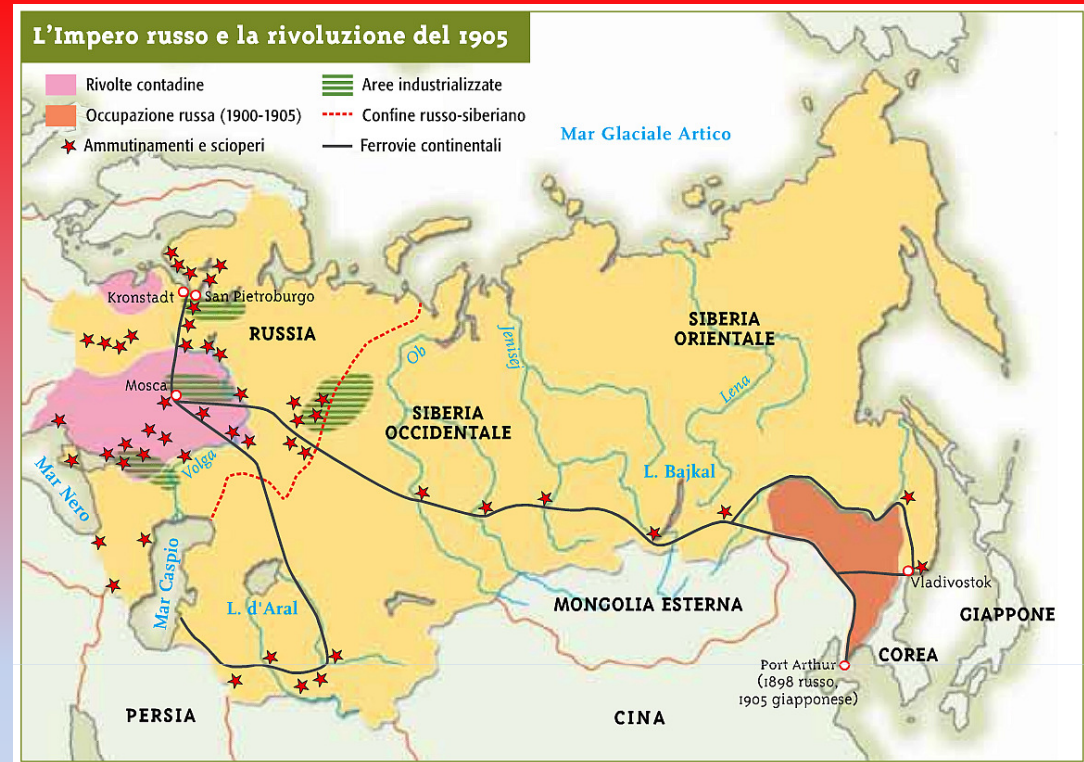 L'Impero russo e la rivoluzione del 1905
Rivolte contadine
Occupazione russa (1900-1905)
Ammutinamenti e scioperi
Aree industrializzate
Confine russo-siberiano
Ferrovie continentali
Mar Glaciale Artico
Kronstadt
San Pietroburgo
RUSSIA
Mosca
Ob
Jenisej
SIBERIA
ORIENTALE
Lena
SIBERIA
OCCIDENTALE
Volga
L. Bajkal
Mar Nero
Mar Caspio
L. d'Aral
MONGOLIA ESTERNA
Vladivostok
GIAPPONE
COREA
Port Arthur
(1898 russo,
1905 giapponese)
PERSIA
CINA